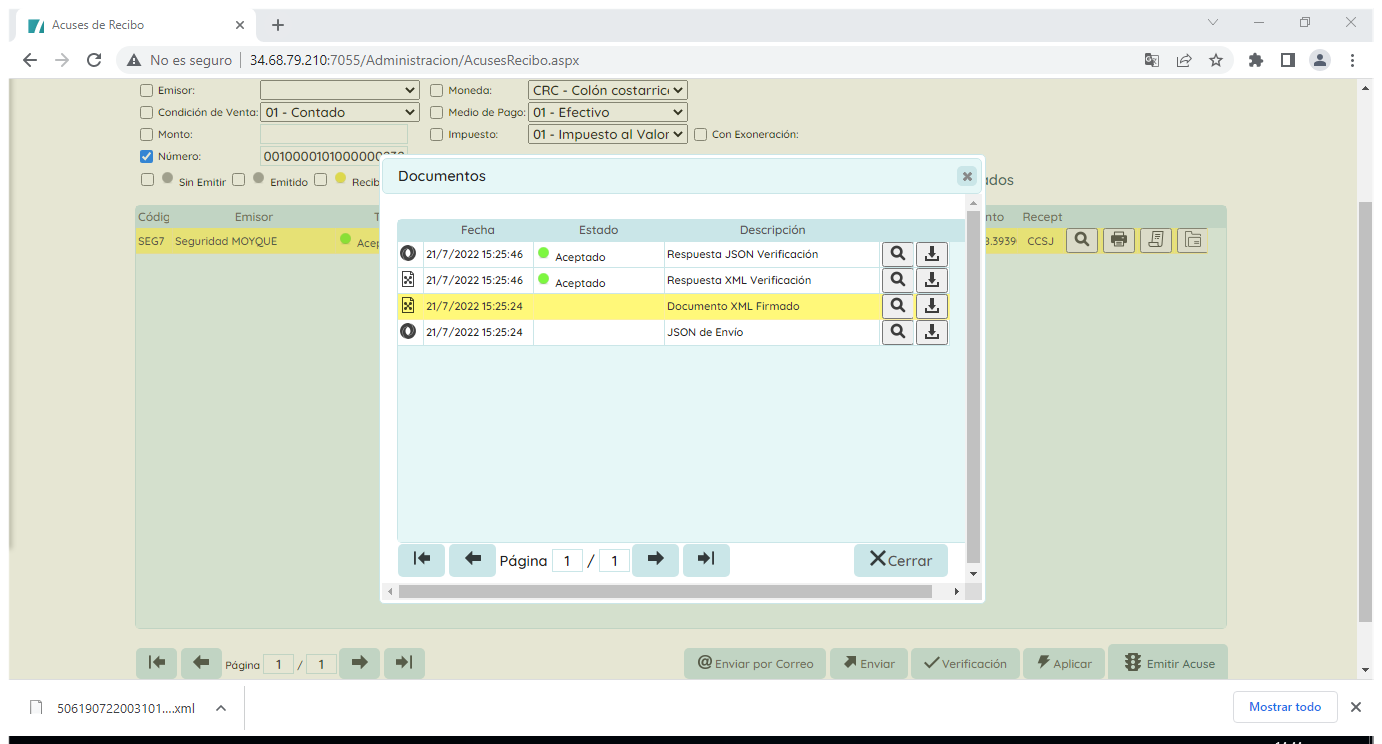 Acuses de Recibo
No es seguro 34.68.79.210:7055/Administracion/AcusesRecibo.aspx
Emisor: Moneda: CRC - Colón costarric
Condición de Venta: 01 - Contado Medio de Pago: 01 - Efectivo
Monto: Impuesto: 01 - Impuesto al Valor Con Exoneración:
Número:
Sin Emitir Emitido Recib
Documentos
Códig Emisor Recept
SEG7 Seguridad MOYQUE Acep CCSJ
Fecha Estado Descripción
21/7/2022 15:25:46 Aceptado Respuesta JSON Verificación
21/7/2022 15:25:46 Aceptado Respuesta XML Verificación
21/7/2022 15:25:24 Documento XML Firmado
21/7/2022 15:25:24 JSON de Envío
Página 1 / 1 Cerrar
Página 1 / 1 Enviar por Correo Enviar Verificación Aplicar Emitir Acuse
506190722003101....xml Mostrar todo